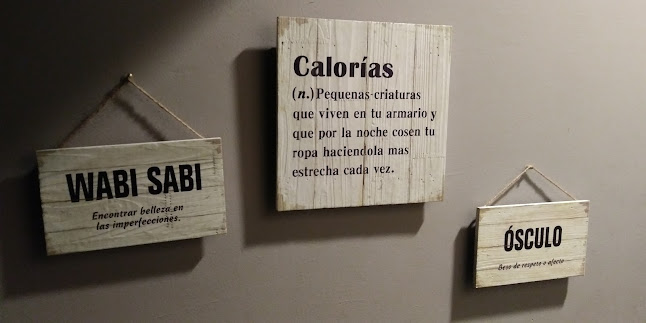 WABI SABI
Encontrar belleza en
las imperfecciones.
Calorías
(n.) Pequenas-criaturas
que viven en tu armario y
que por la noche cosen tu
ropa haciendola mas
estrecha cada vez.
ÓSCULO
Beso de respeto o afecto